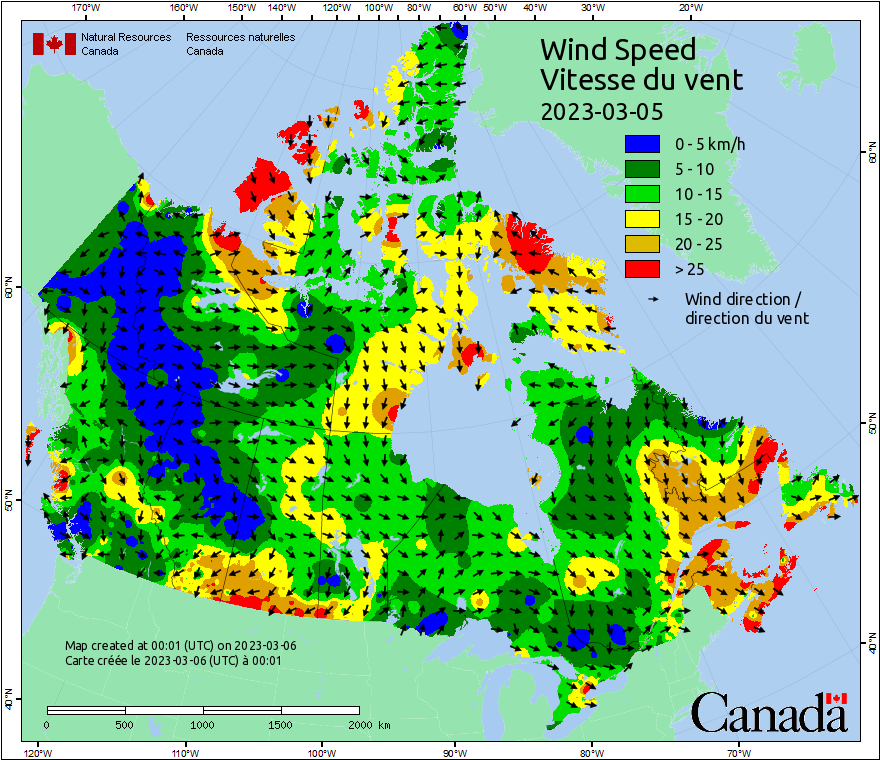 170°W 160°W 150°W 140°W 120°W 100°W 80°W 60°W 50°W 40°W 30°W 20°W
Natural Resources Ressources naturelles
Canada Canada
Wind Speed
Vitesse du vent
2023-03-05
0 - 5 km/h
5 - 10
10 - 15
15 - 20
20 - 25
> 25
Wind direction /
direction du vent
60°N
60°N
50°N
50°N
40°N
40°N
Map created at 00:01 (UTC) on 2023-03-06
Carte créée le 2023-03-06 (UTC) à 00:01
0 500 1000 1500 2000 km
Canada
120°W 110°W 100°W 90°W 80°W 70°W